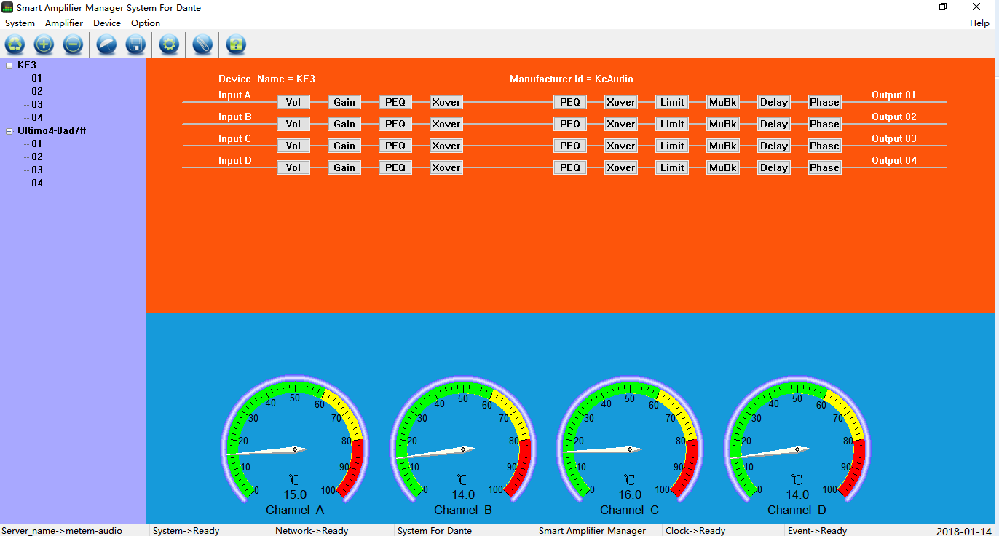 Smart Amplifier Manager System For Dante
System Amplifier Device Option Help
KE3
01
02
03
04
Ultimo4-0ad7ff
01
02
03
04
Device_Name = KE3 Manufacturer Id = KeAudio
Input A Vol Gain PEQ Xover PEQ Xover Limit MuBk Delay Phase Output 01
Input B Vol Gain PEQ Xover PEQ Xover Limit MuBk Delay Phase Output 02
Input C Vol Gain PEQ Xover PEQ Xover Limit MuBk Delay Phase Output 03
Input D Vol Gain PEQ Xover PEQ Xover Limit MuBk Delay Phase Output 04
0 10 20 30 40 50 60 70 80 90 100
℃
15.0
Channel_A
0 10 20 30 40 50 60 70 80 90 100
℃
14.0
Channel_B
0 10 20 30 40 50 60 70 80 90 100
℃
16.0
Channel_C
0 10 20 30 40 50 60 70 80 90 100
℃
14.0
Channel_D
Server_name->metem-audio System->Ready Network->Ready System For Dante Smart Amplifier Manager Clock->Ready Event->Ready 2018-01-14